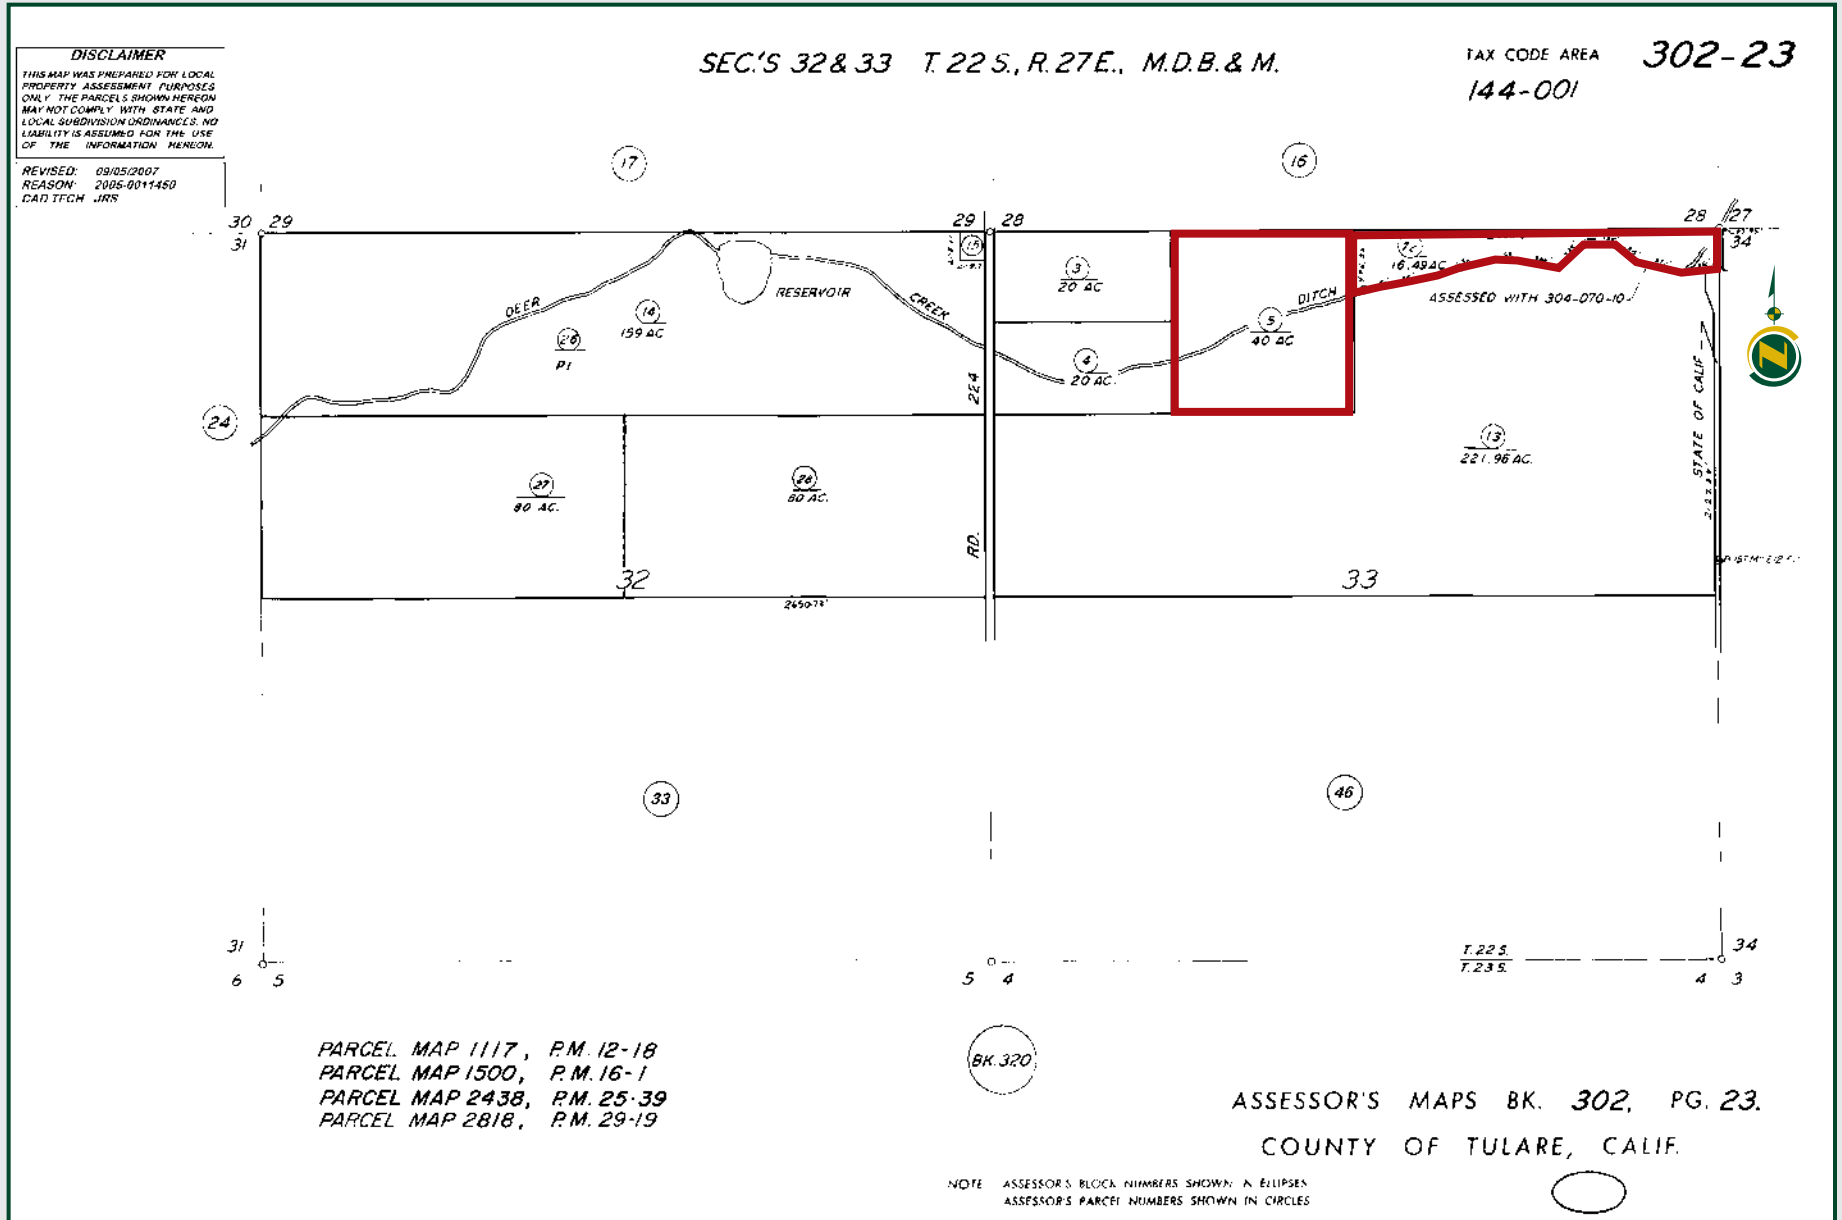 DISCLAIMER
THIS MAP WAS PREPARED FOR LOCAL
PROPERTY ASSESSMENT PURPOSES
ONLY. THE PARCELS SHOWN HEREON
MAY NOT COMPLY WITH STATE AND
LOCAL SUBDIVISION ORDINANCES. NO
LIABILITY IS ASSUMED FOR THE USE
OF THE INFORMATION HEREON.
REVISED: 09/05/2007
REASON: 2005-0011450
CAD TECH JRS
SEC.'S 32 & 33 T. 22 S., R. 27 E., M.D.B. & M.
TAX CODE AREA 302-23
144-001
17
16
30 29
31
29 28
28 27
34
15
3
20 AC
16.49 AC
ASSESSED WITH 304-070-10
DEER
CREEK
RESERVOIR
DITCH
14
159 AC
26
PT
5
40 AC
4
20 AC.
224
RD.
STATE OF CALIF
N
24
27
80 AC.
28
80 AC.
13
221.96 AC.
32
33
2650.78'
33
46
31
6 5
5 4
T. 22 S.
T. 23 S.
34
4 3
PARCEL MAP 1117, P.M. 12-18
PARCEL MAP 1500, P.M. 16-1
PARCEL MAP 2438, P.M. 25-39
PARCEL MAP 2818, P.M. 29-19
BK. 320
ASSESSOR'S MAPS BK. 302, PG. 23.
COUNTY OF TULARE, CALIF.
NOTE ASSESSOR'S BLOCK NUMBERS SHOWN IN ELLIPSES
ASSESSOR'S PARCEL NUMBERS SHOWN IN CIRCLES